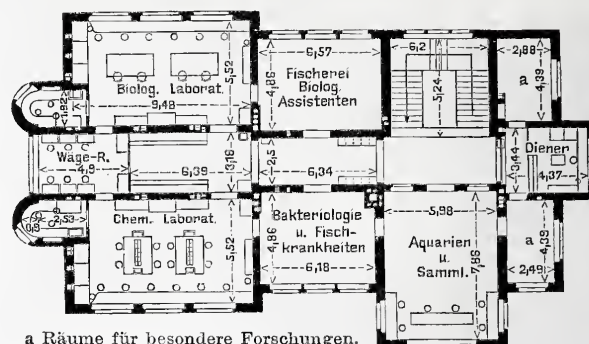 6,57
6,2
2,88
5,52
4,86
Fischerei
Biolog.
Assistenten
5,24
a
4,39
Biolog. Laborat.
1,82
9,48
Wäge-R.
4,9
6,39
3,16
2,5
6,34
3,44
Diener
4,37
0,9
2,53
Chem. Laborat.
5,52
4,86
Bakteriologie
u. Fisch-
krankheiten
6,18
5,98
Aquarien
u.
Samml.
7,86
a
4,39
2,49
a Räume für besondere Forschungen.